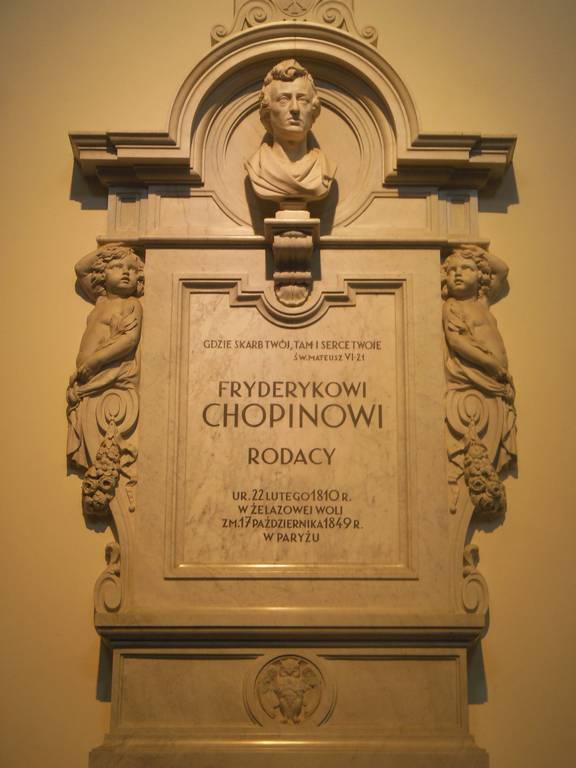 GDZIE SKARB TWÓJ, TAM I SERCE TWOJE
ŚW. MATEUSZ VI-21
FRYDERYKOWI
CHOPINOWI
RODACY
UR. 22 LUTEGO 1810 R.
W ŻELAZOWEJ WOLI
ZM. 17 PAŹDZIERNIKA 1849 R.
W PARYŻU